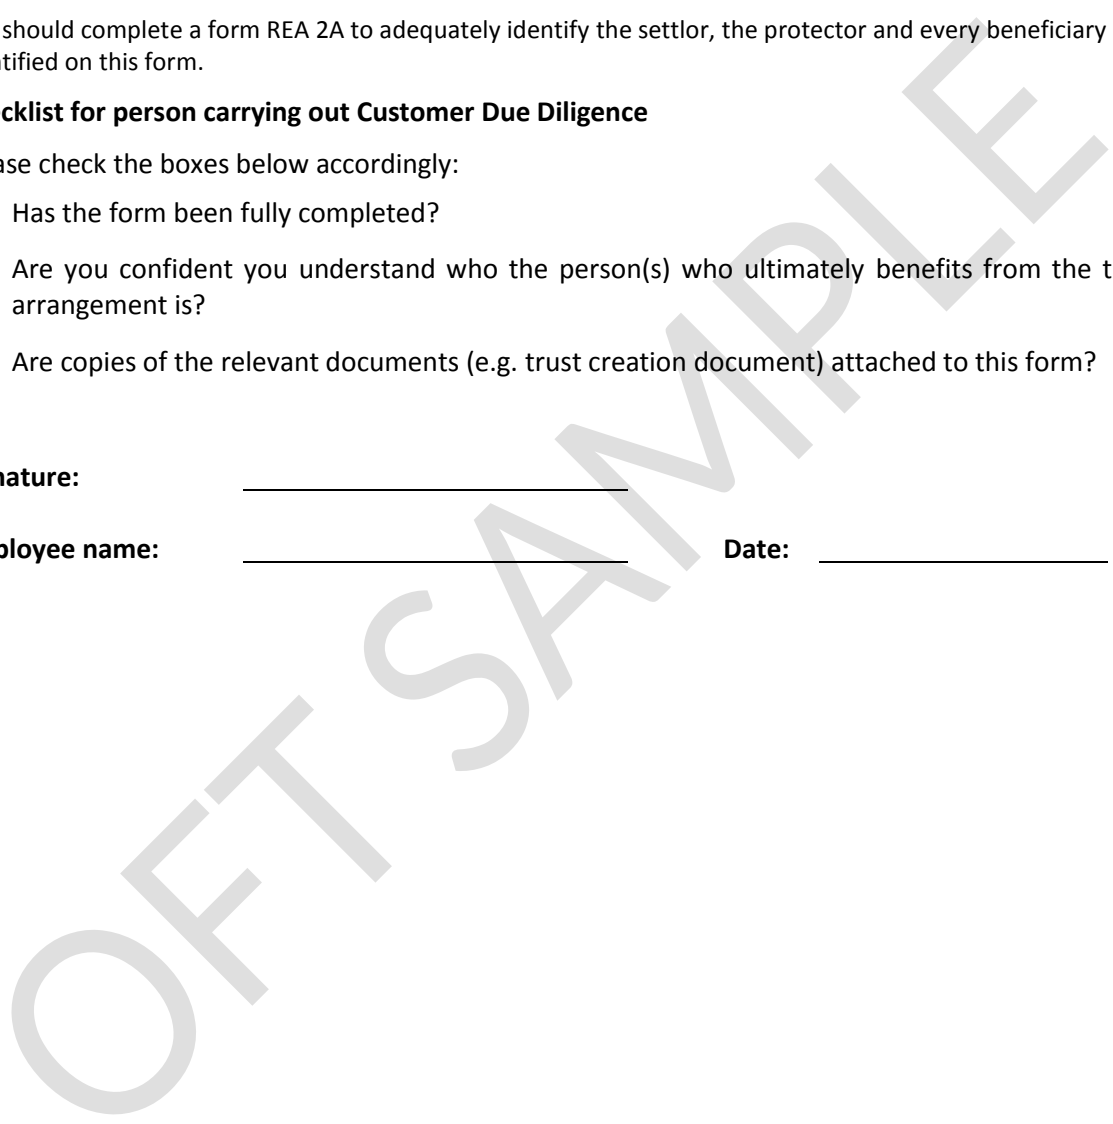 should complete a form REA 2A to adequately identify the settlor, the protector and every beneficiary
tified on this form.
cklist for person carrying out Customer Due Diligence
ase check the boxes below accordingly:
Has the form been fully completed?
Are you confident you understand who the person(s) who ultimately benefits from the t
arrangement is?
Are copies of the relevant documents (e.g. trust creation document) attached to this form?
nature:
ployee name:
Date:
OFT SAMPLE